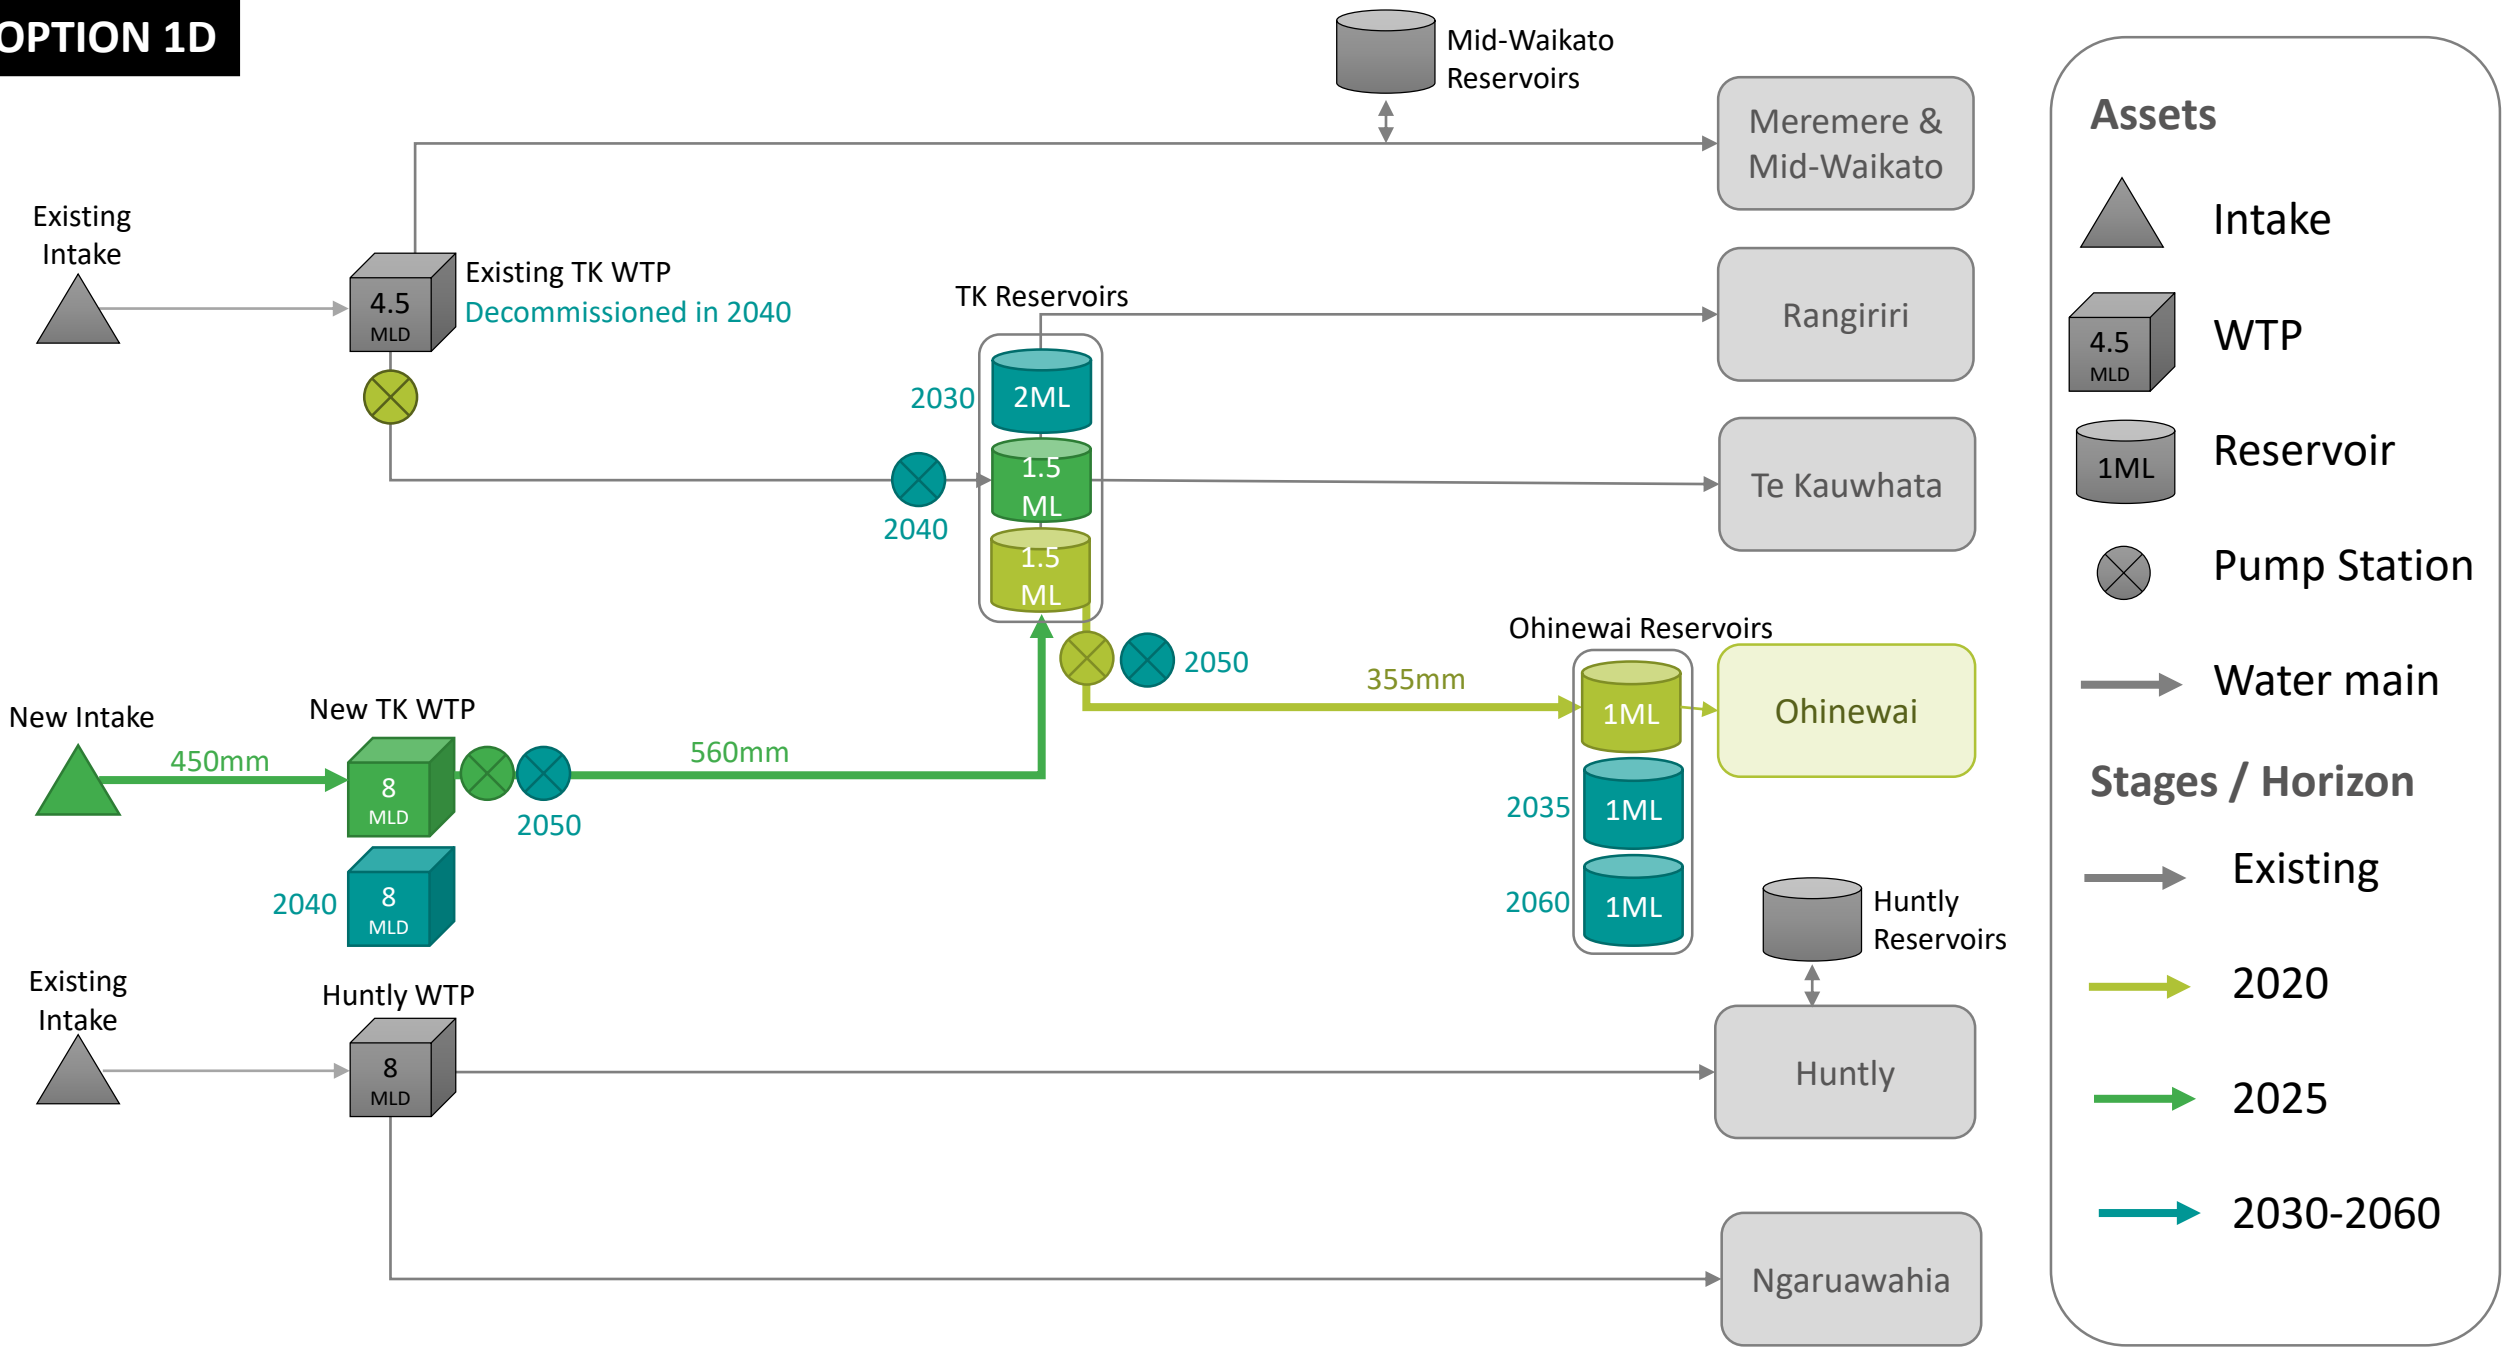 OPTION 1D
Mid-Waikato
Reservoirs
Meremere &
Mid-Waikato
Existing
Intake
4.5
MLD
Existing TK WTP
Decommissioned in 2040
TK Reservoirs
Rangiriri
2030
2ML
1.5
ML
2040
Te Kauwhata
1.5
ML
Ohinewai Reservoirs
2050
355mm
1ML
Ohinewai
New Intake
450mm
New TK WTP
8
MLD
2050
560mm
2035
1ML
2040
8
MLD
2060
1ML
Huntly
Reservoirs
Existing
Intake
Huntly WTP
8
MLD
Huntly
Ngaruawahia
Assets
Intake
4.5
MLD
WTP
1ML
Reservoir
Pump Station
Water main
Stages / Horizon
Existing
2020
2025
2030-2060